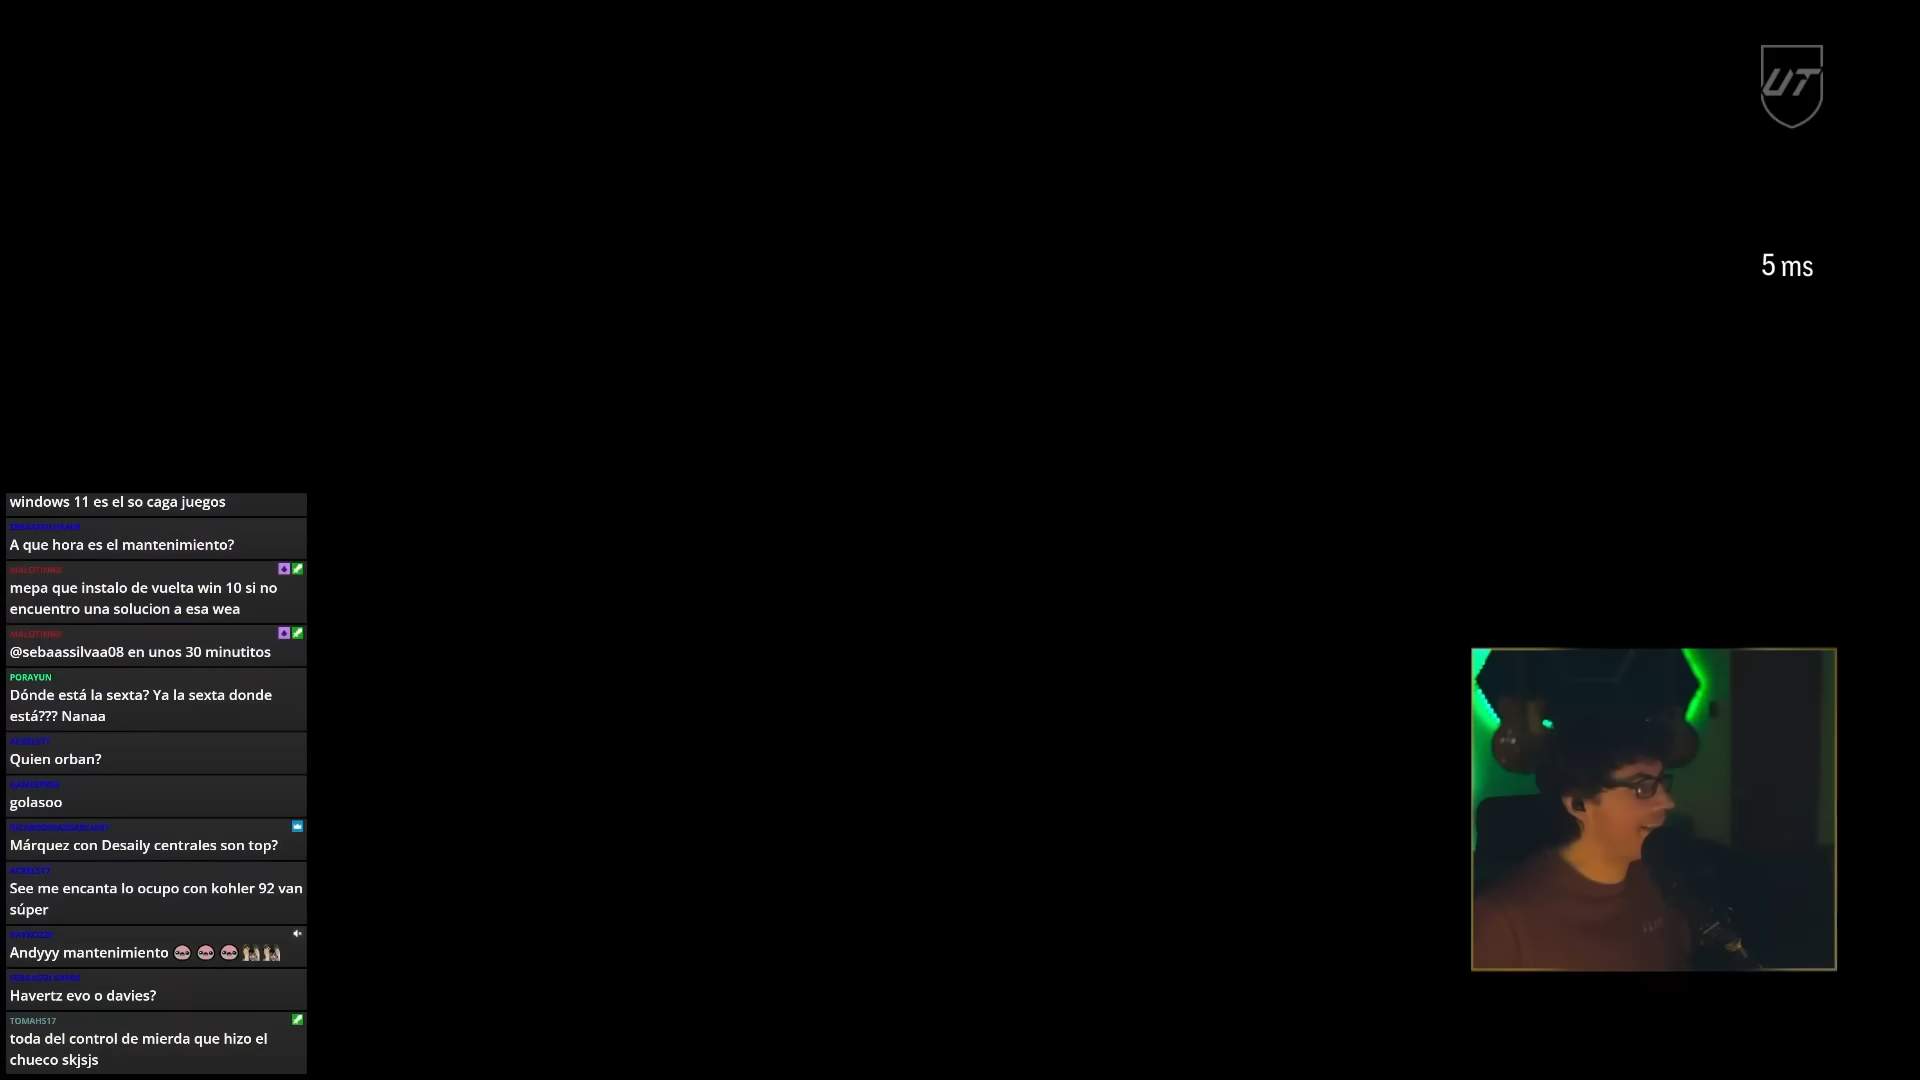 UT
5 ms
windows 11 es el so caga juegos
A que hora es el mantenimiento?
mepa que instalo de vuelta win 10 si no
encuentro una solucion a esa wea
@sebaassilvaa08 en unos 30 minutitos
PORAYUN
Dónde está la sexta? Ya la sexta donde
está??? Nanaa
Quien orban?
golasoo
Márquez con Desaily centrales son top?
See me encanta lo ocupo con kohler 92 van
súper
Andyyy mantenimiento
Havertz evo o davies?
TOMAHS17
toda del control de mierda que hizo el
chueco skjsjs